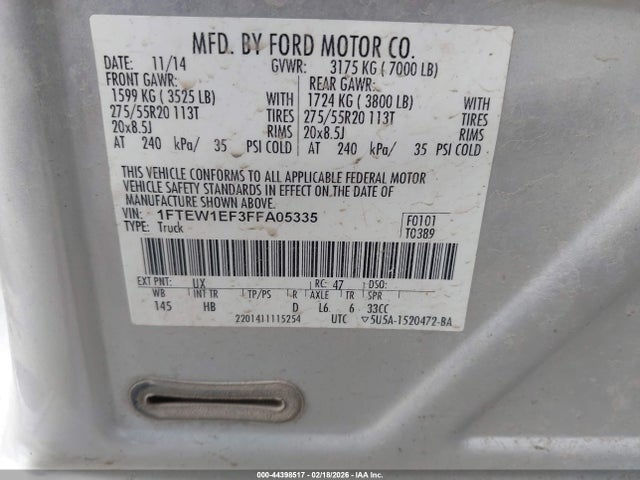 MFD. BY FORD MOTOR CO.
DATE: 11/14 GVWR: 3175 KG ( 7000 LB)
FRONT GAWR: REAR GAWR:
1599 KG ( 3525 LB) WITH 1724 KG ( 3800 LB) WITH
275/55R20 113T TIRES 275/55R20 113T TIRES
20x8.5J RIMS 20x8.5J RIMS
AT 240 kPa/ 35 PSI COLD AT 240 kPa/ 35 PSI COLD
THIS VEHICLE CONFORMS TO ALL APPLICABLE FEDERAL MOTOR
VEHICLE SAFETY STANDARDS IN EFFECT ON THE DATE OF
MANUFACTURE SHOWN ABOVE.
VIN: 1FTEW1EF3FFA05335 F0101
TYPE: Truck T0389
EXT PNT: UX RC: 47 DSO:
WB INT TR TP/PS R AXLE TR SPR
145 HB D L6 6 33CC
2201411115254 UTC ▽5U5A-1520472-BA
000-44398517 - 02/18/2026 - IAA Inc.